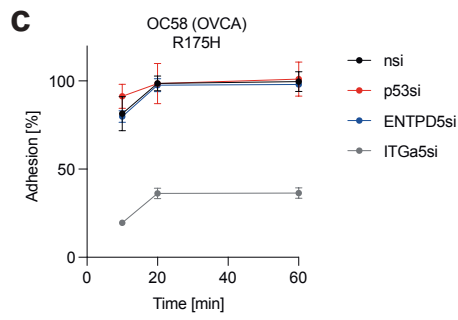 C
OC58 (OVCA)
R175H
Adhesion [%]
100
50
0
0
20
40
60
Time [min]
nsi
p53si
ENTPD5si
ITGa5si